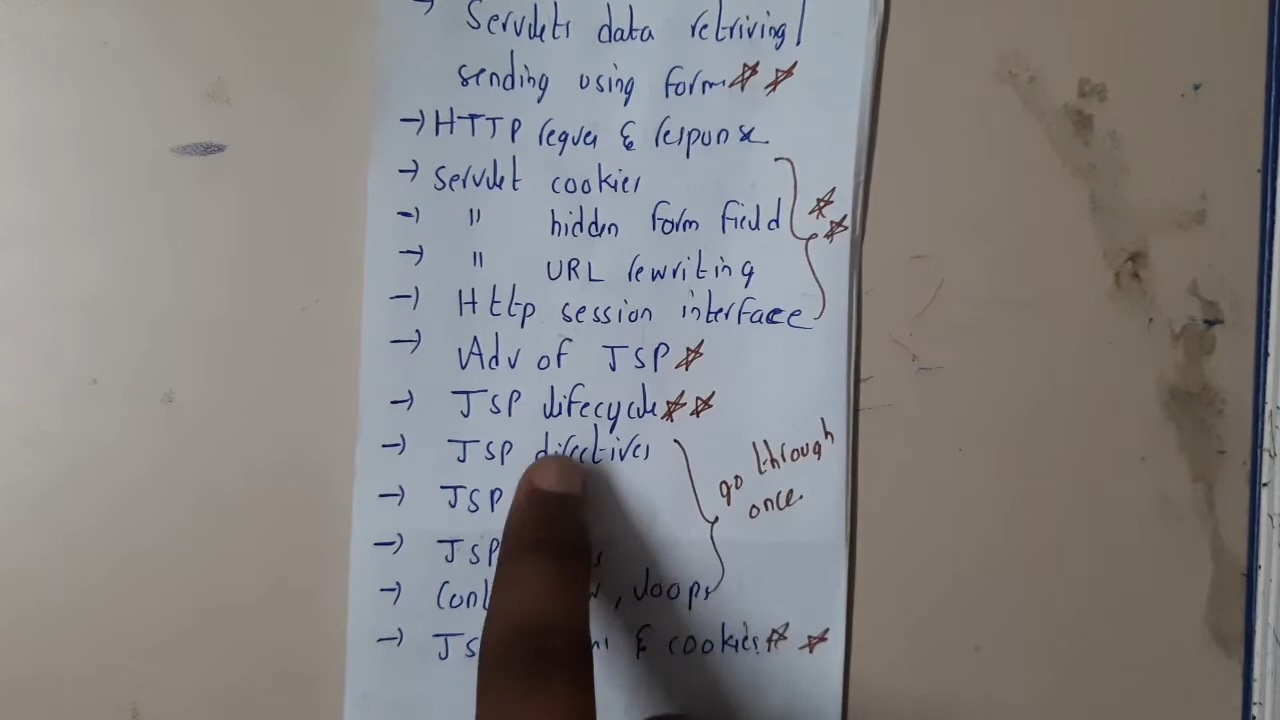 → Servlets data retriving /
sending using form ☆ ☆
→ HTTP reques & response
→ servlet cookies
→ " hidden form field
→ " URL rewriting
→ Http session interface
→ Adv of JSP ☆
→ JSP lifecycle ☆ ☆
→ JSP directives
→ JSP
→ JSP
→ , loops
go through
once
→ & cookies ☆ ☆